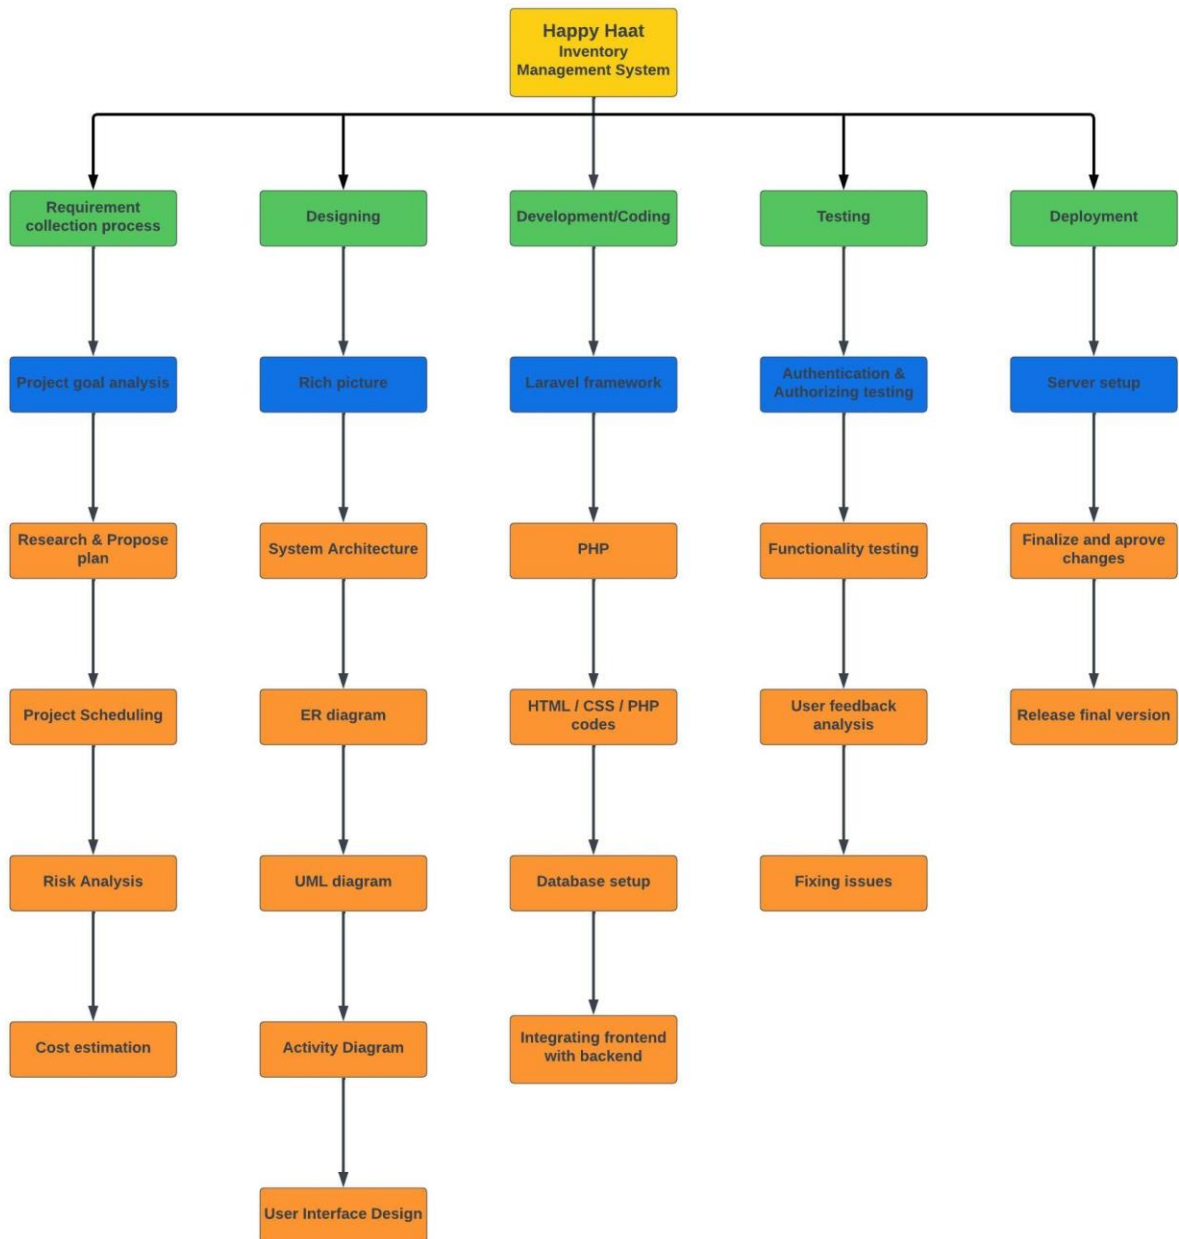 Happy Haat
Inventory
Management System
Requirement
collection process
Designing
Development/Coding
Testing
Deployment
Project goal analysis
Rich picture
Laravel framework
Authentication &
Authorizing testing
Server setup
Research & Propose
plan
System Architecture
PHP
Functionality testing
Finalize and aprove
changes
Project Scheduling
ER diagram
HTML / CSS / PHP
codes
User feedback
analysis
Release final version
Risk Analysis
UML diagram
Database setup
Fixing issues
Cost estimation
Activity Diagram
Integrating frontend
with backend
User Interface Design